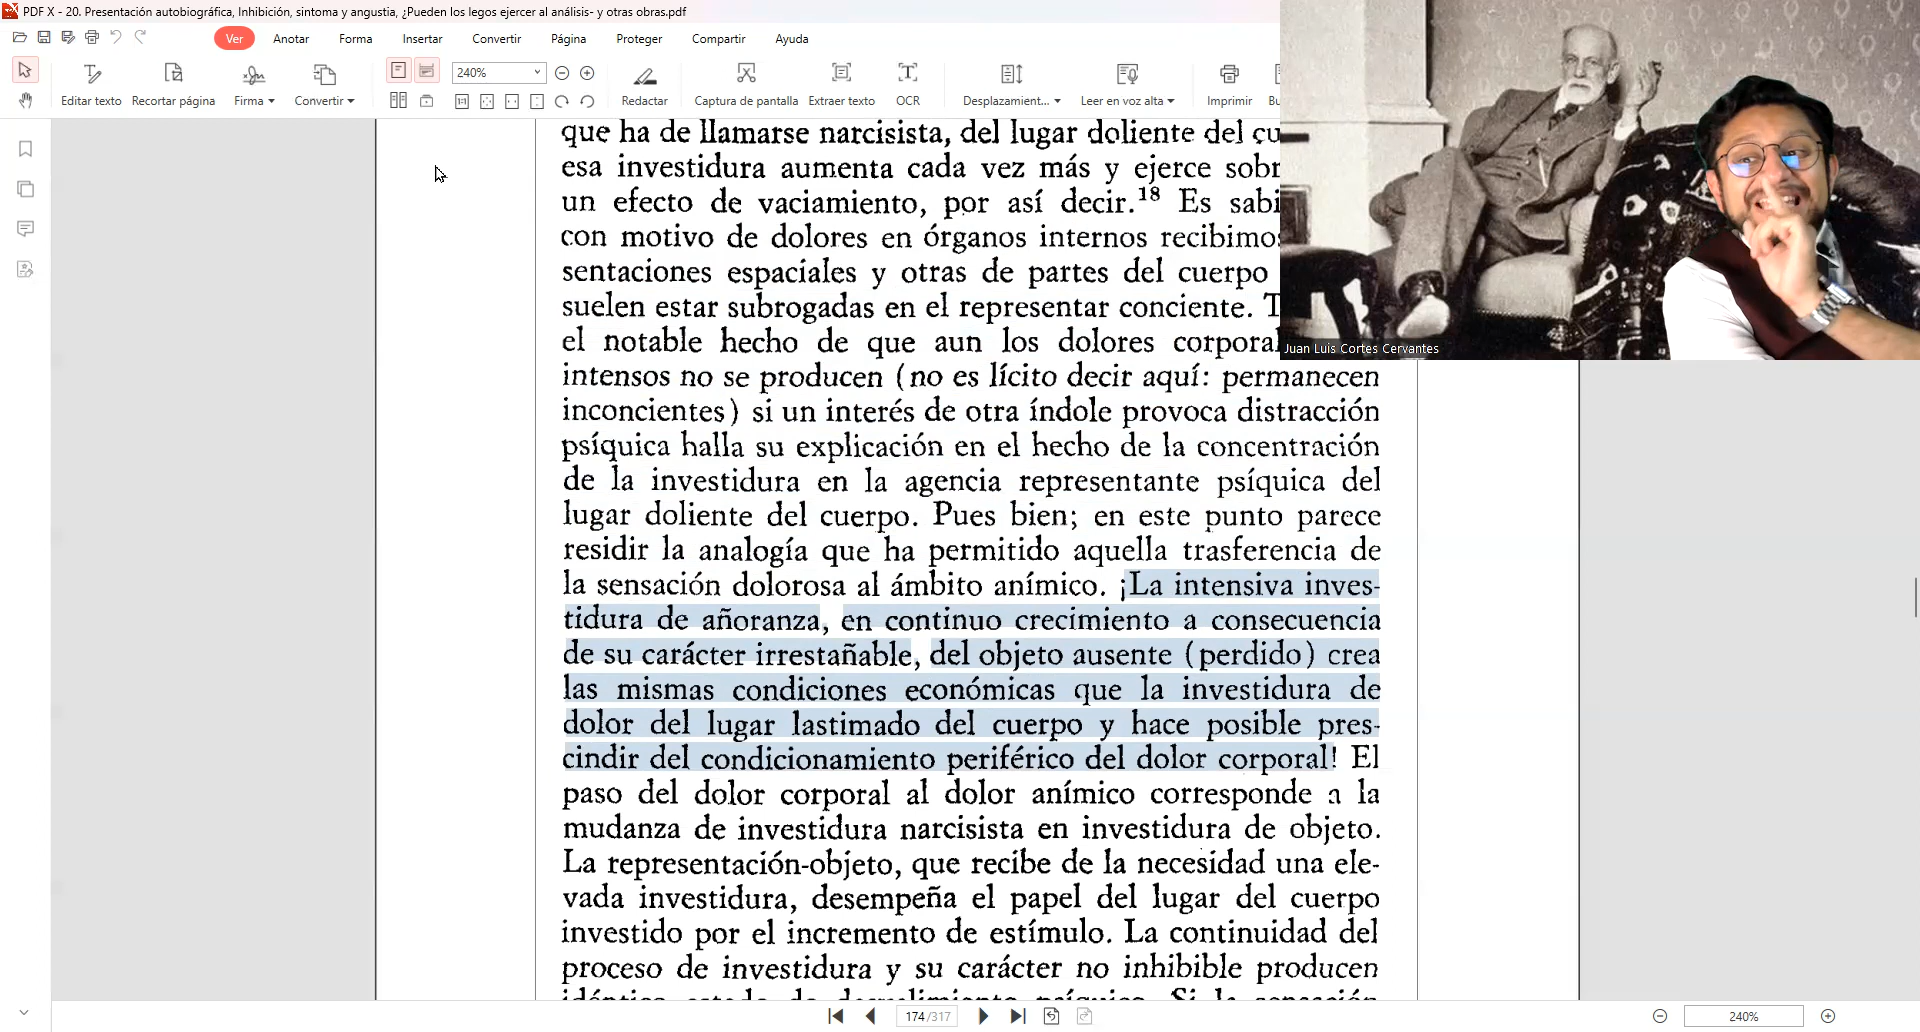 PDF X - 20. Presentación autobiográfica, Inhibición, sintoma y angustia, ¿Pueden los legos ejercer al análisis- y otras obras.pdf
Ver Anotar Forma Insertar Convertir Página Proteger Compartir Ayuda
240%
Editar texto Recortar página Firma Convertir Redactar Captura de pantalla Extraer texto OCR Desplazamient... Leer en voz alta Imprimir Bu
que ha de llamarse narcisista, del lugar doliente del cu
esa investidura aumenta cada vez más y ejerce sobr
un efecto de vaciamiento, por así decir.18 Es sabi
con motivo de dolores en órganos internos recibimos
sentaciones espaciales y otras de partes del cuerpo
suelen estar subrogadas en el representar conciente. T
el notable hecho de que aun los dolores corporal
intensos no se producen (no es lícito decir aquí: permanecen
inconcientes) si un interés de otra índole provoca distracción
psíquica halla su explicación en el hecho de la concentración
de la investidura en la agencia representante psíquica del
lugar doliente del cuerpo. Pues bien; en este punto parece
residir la analogía que ha permitido aquella trasferencia de
la sensación dolorosa al ámbito anímico. ¡La intensiva inves-
tidura de añoranza, en continuo crecimiento a consecuencia
de su carácter irrestañable, del objeto ausente (perdido) crea
las mismas condiciones económicas que la investidura de
dolor del lugar lastimado del cuerpo y hace posible pres-
cindir del condicionamiento periférico del dolor corporal! El
paso del dolor corporal al dolor anímico corresponde a la
mudanza de investidura narcisista en investidura de objeto.
La representación-objeto, que recibe de la necesidad una ele-
vada investidura, desempeña el papel del lugar del cuerpo
investido por el incremento de estímulo. La continuidad del
proceso de investidura y su carácter no inhibible producen
Juan Luis Cortes Cervantes
174/317
240%